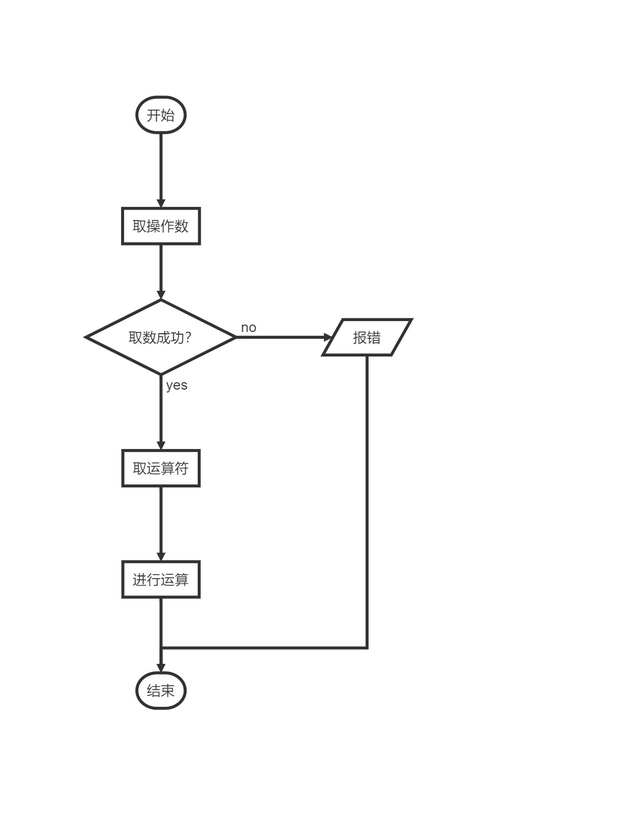 开始
取操作数
取数成功?
no
报错
yes
取运算符
进行运算
结束